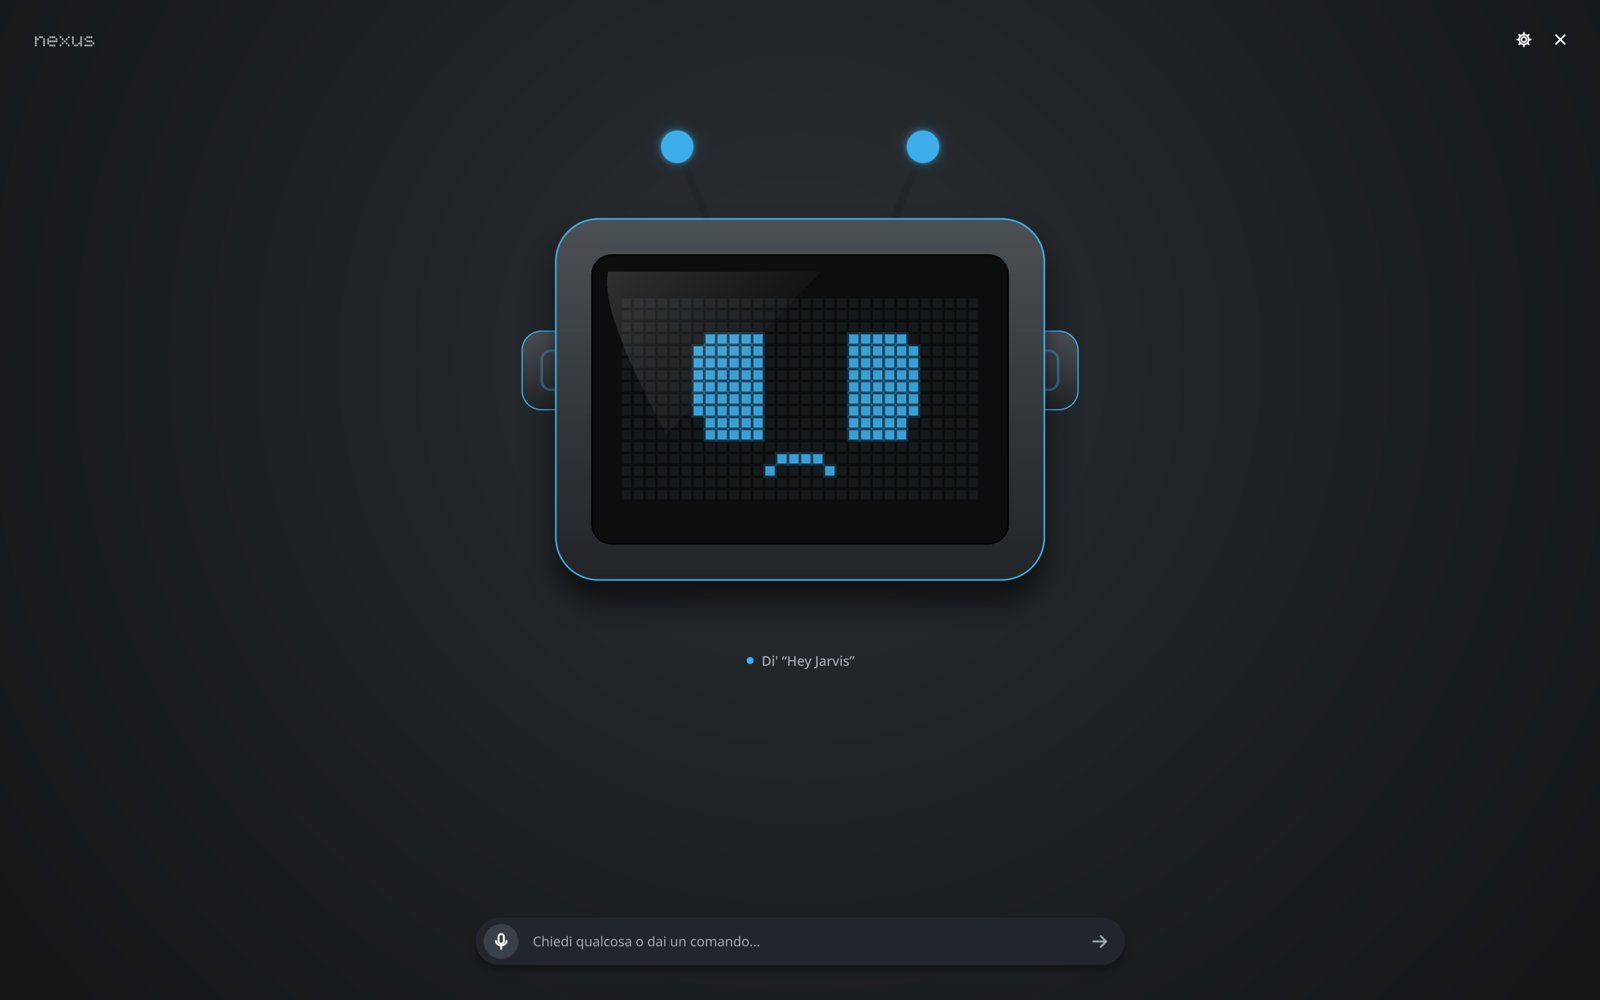 nexus
Di' “Hey Jarvis”
Chiedi qualcosa o dai un comando...